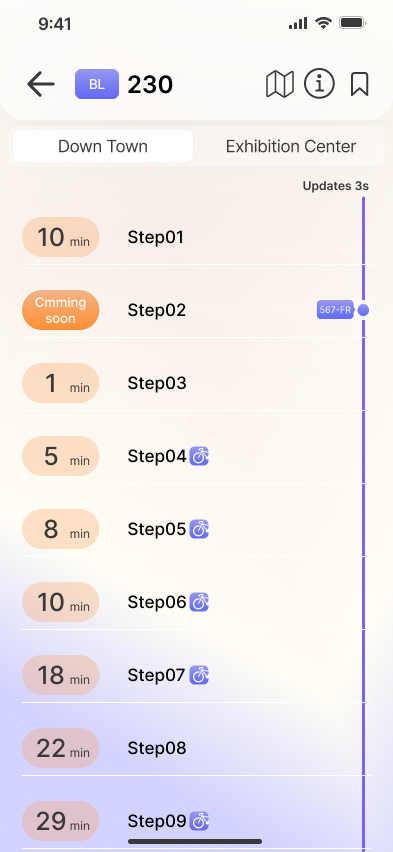 9:41
BL 230
Down Town Exhibition Center
Updates 3s
10 min Step01
Cmming
soon
Step02 567-FR
1 min Step03
5 min Step04
8 min Step05
10 min Step06
18 min Step07
22 min Step08
29 min Step09